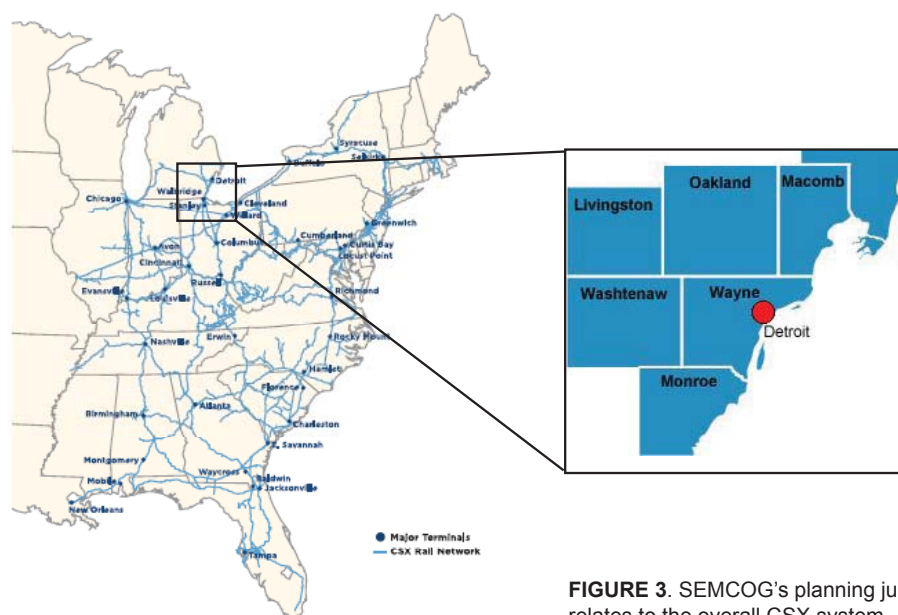 Syracuse
Selkirk
Buffalo
Detroit
Walbridge
Chicago
Stanley
Cleveland
Willard
Greenwich
Columbus
Cumberland
Curtis Bay
Locust Point
Avon
Cincinnati
Russell
Evansville
Louisville
Richmond
Nashville
Erwin
Rocky Mount
Hamlet
Florence
Atlanta
Birmingham
Charleston
Savannah
Montgomery
Waycross
Baldwin
Jacksonville
Mobile
New Orleans
Tampa
Major Terminals
CSX Rail Network
Oakland
Macomb
Livingston
Washtenaw
Wayne
Detroit
Monroe
FIGURE 3. SEMCOG's planning ju
relates to the overall CSX system